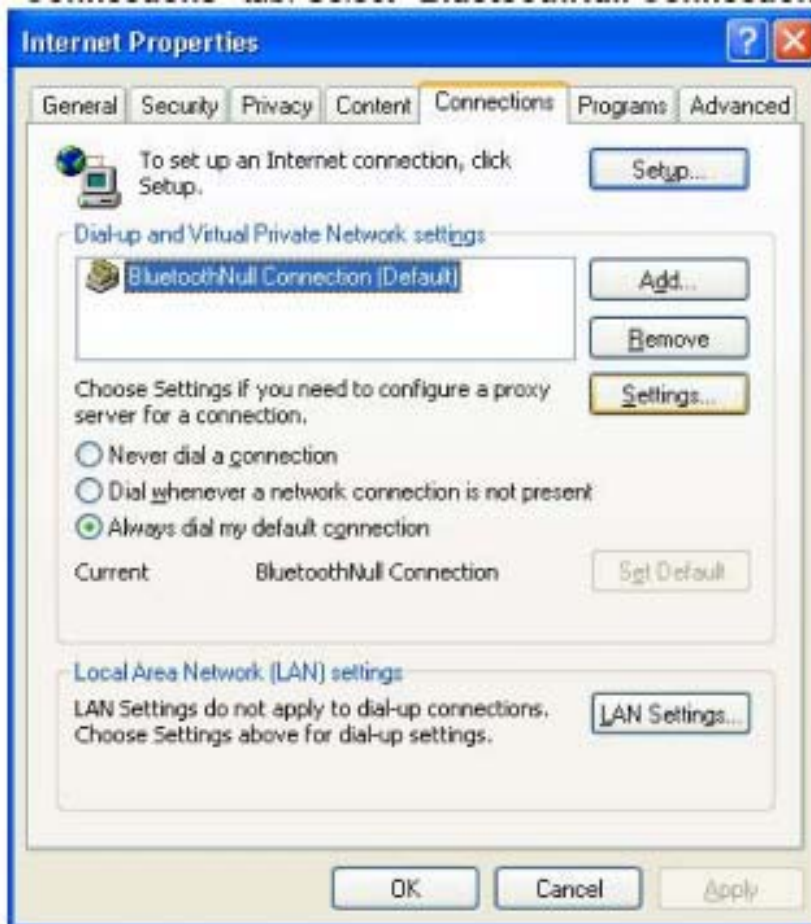 Internet Properties
General Security Privacy Content Connections Programs Advanced
To set up an Internet connection, click
Setup.
Setup...
Dial-up and Virtual Private Network settings
BluetoothNull Connection (Default)
Add...
Remove
Choose Settings if you need to configure a proxy
server for a connection.
Settings...
Never dial a connection
Dial whenever a network connection is not present
Always dial my default connection
Current BluetoothNull Connection
Set Default
Local Area Network (LAN) settings
LAN Settings do not apply to dial-up connections.
Choose Settings above for dial-up settings.
LAN Settings...
OK Cancel Apply